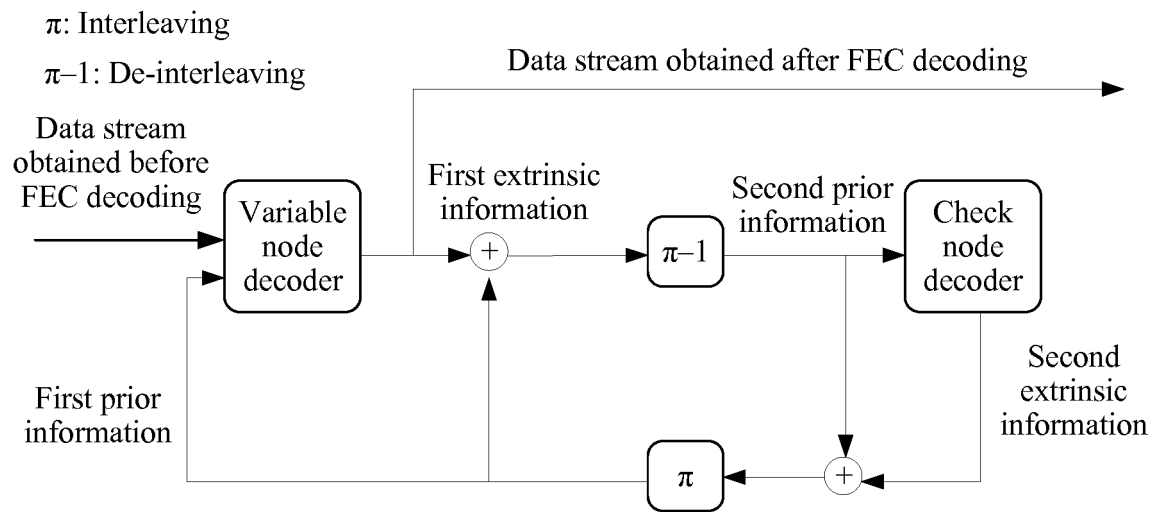 π: Interleaving
π–1: De-interleaving
Data stream obtained after FEC decoding
Data stream
obtained before
FEC decoding
Variable
node
decoder
First extrinsic
information
+
π–1
Second prior
information
Check
node
decoder
First prior
information
π
+
Second
extrinsic
information